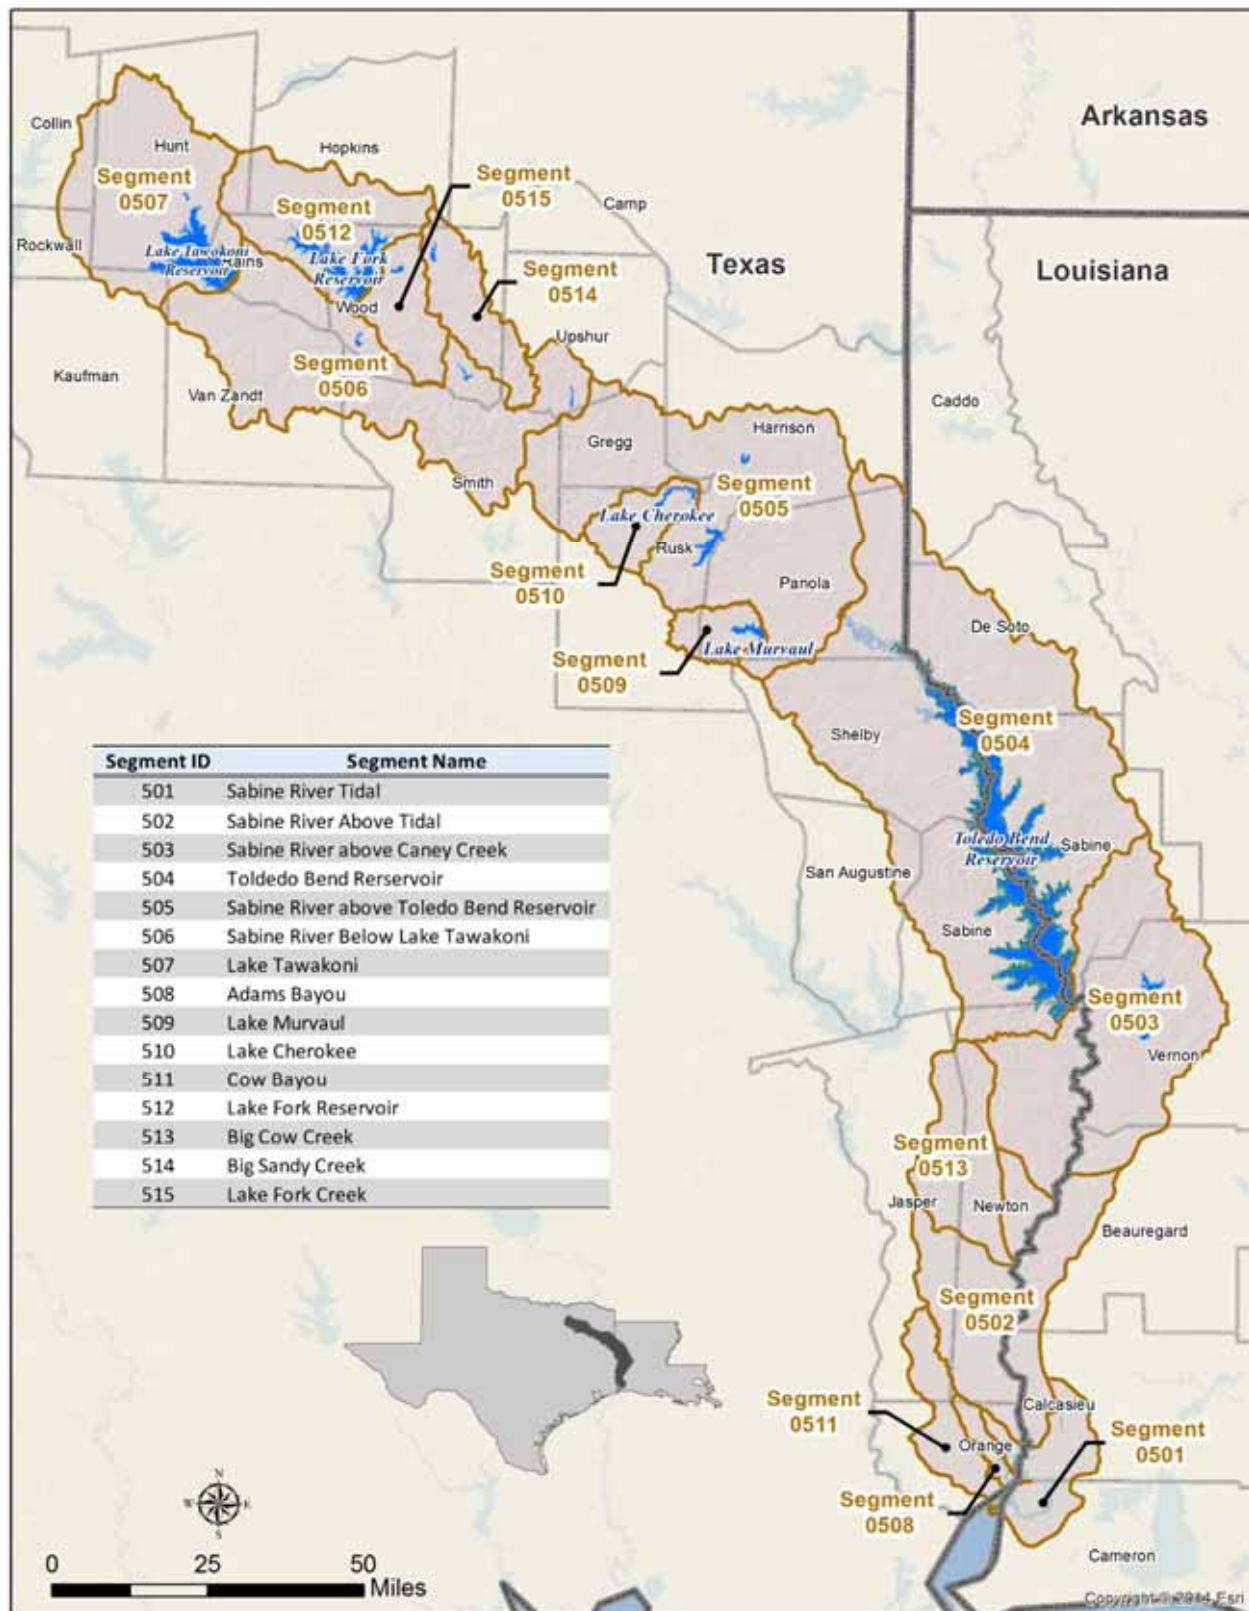 Arkansas
Collin
Hunt
Hopkins
Segment
0507
Segment
0515
Segment
0512
Camp
Rockwall
Lake Tawokoni
Reservoir
Rains
Lake Fork
Reservoir
Texas
Louisiana
Segment
0514
Wood
Upshur
Segment
0506
Kaufman
Van Zandt
Caddo
Gregg
Harrison
Smith
Segment
0505
Lake Cherokee
Rusk
Segment
0510
Panola
De Soto
Lake Murvaul
Segment
0509
Segment
0504
Shelby
Segment ID Segment Name
501 Sabine River Tidal
502 Sabine River Above Tidal
503 Sabine River above Caney Creek
504 Toldedo Bend Rerservoir
505 Sabine River above Toledo Bend Reservoir
506 Sabine River Below Lake Tawakoni
507 Lake Tawakoni
508 Adams Bayou
509 Lake Murvaul
510 Lake Cherokee
511 Cow Bayou
512 Lake Fork Reservoir
513 Big Cow Creek
514 Big Sandy Creek
515 Lake Fork Creek
Toledo Bend
Reservoir
Sabine
San Augustine
Sabine
Segment
0503
Vernon
Segment
0513
Jasper
Newton
Beauregard
Segment
0502
Segment
0511
Calcasieu
Orange
Segment
0501
Segment
0508
Cameron
N
W E
S
0 25 50
Miles
Copyright © 2014 Esri